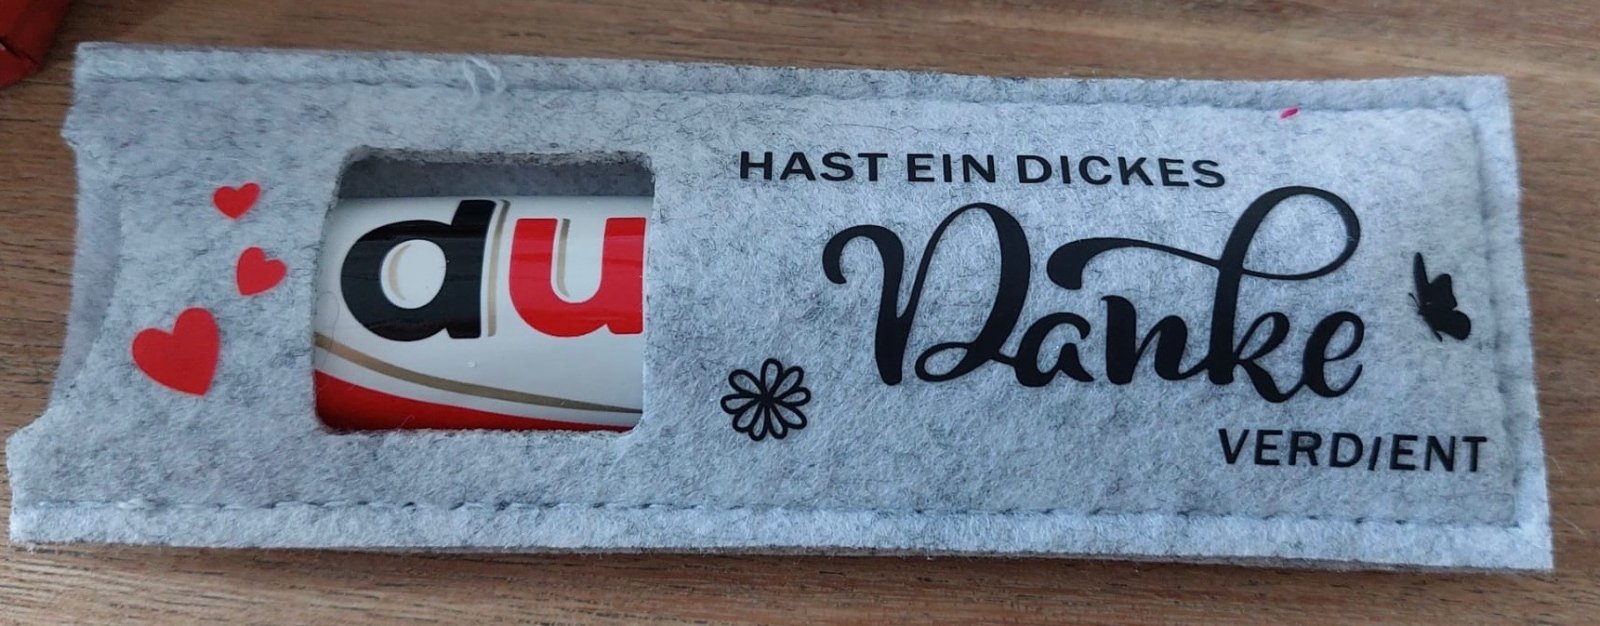 du
HAST EIN DICKES
Danke
VERDIENT